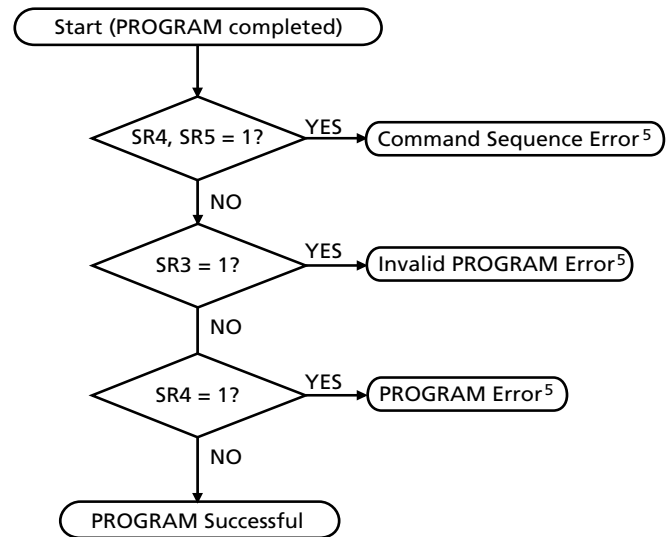 Start (PROGRAM completed)
SR4, SR5 = 1?
YES
Command Sequence Error⁵
NO
SR3 = 1?
YES
Invalid PROGRAM Error⁵
NO
SR4 = 1?
YES
PROGRAM Error⁵
NO
PROGRAM Successful